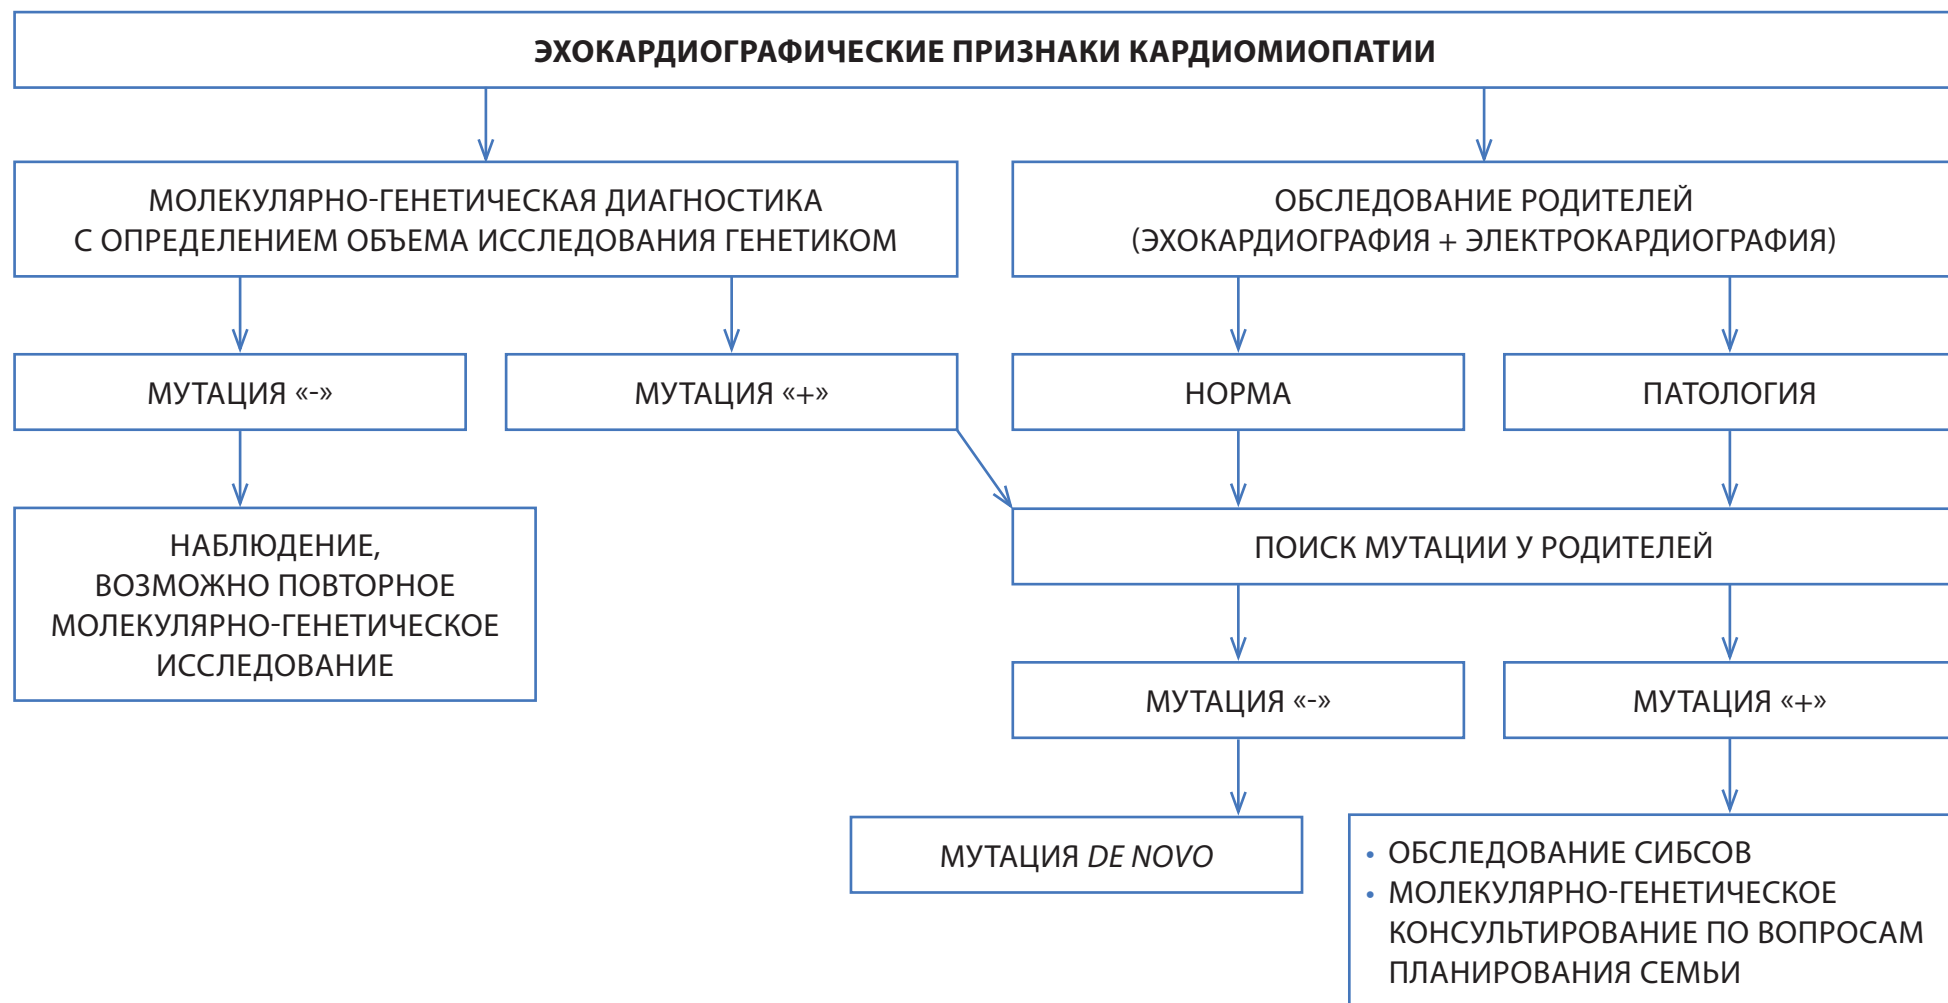 ЭХОКАРДИОГРАФИЧЕСКИЕ ПРИЗНАКИ КАРДИОМИОПАТИИ
МОЛЕКУЛЯРНО-ГЕНЕТИЧЕСКАЯ ДИАГНОСТИКА
С ОПРЕДЕЛЕНИЕМ ОБЪЕМА ИССЛЕДОВАНИЯ ГЕНЕТИКОМ
ОБСЛЕДОВАНИЕ РОДИТЕЛЕЙ
(ЭХОКАРДИОГРАФИЯ + ЭЛЕКТРОКАРДИОГРАФИЯ)
МУТАЦИЯ «-»
МУТАЦИЯ «+»
НОРМА
ПАТОЛОГИЯ
НАБЛЮДЕНИЕ,
ВОЗМОЖНО ПОВТОРНОЕ
МОЛЕКУЛЯРНО-ГЕНЕТИЧЕСКОЕ
ИССЛЕДОВАНИЕ
ПОИСК МУТАЦИИ У РОДИТЕЛЕЙ
МУТАЦИЯ «-»
МУТАЦИЯ «+»
МУТАЦИЯ DE NOVO
• ОБСЛЕДОВАНИЕ СИБСОВ
• МОЛЕКУЛЯРНО-ГЕНЕТИЧЕСКОЕ
КОНСУЛЬТИРОВАНИЕ ПО ВОПРОСАМ
ПЛАНИРОВАНИЯ СЕМЬИ